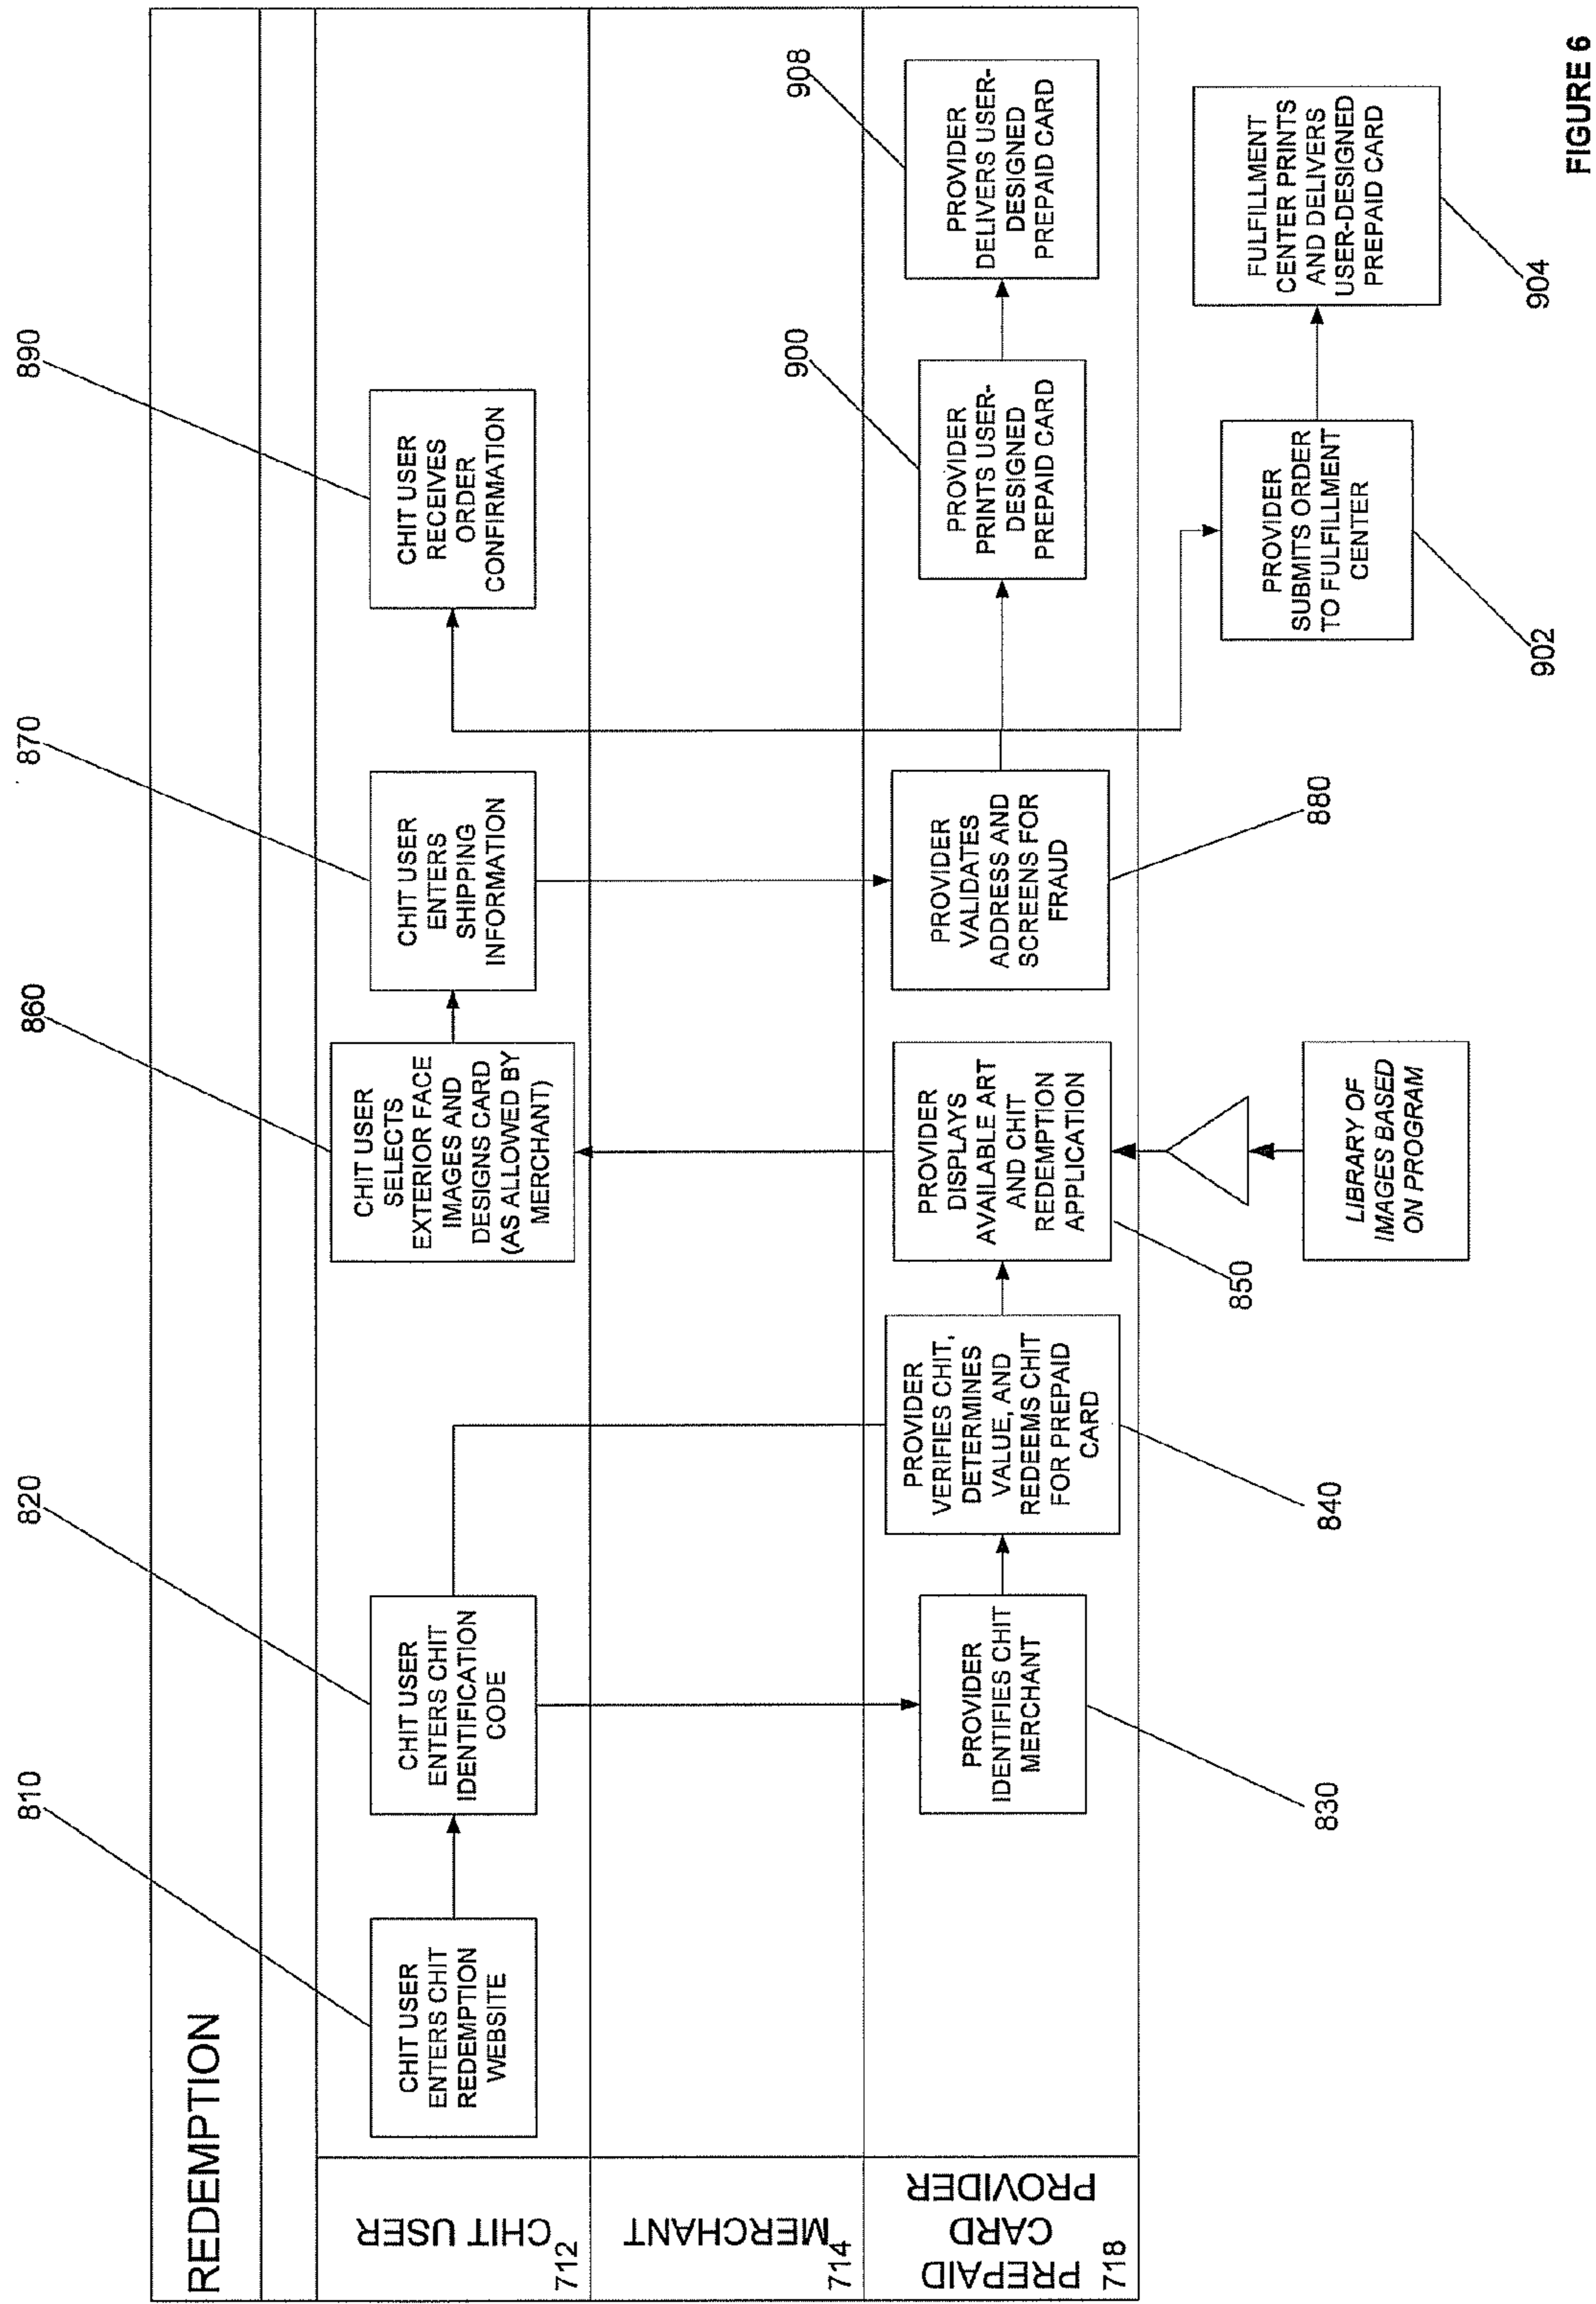 REDEMPTION
CHIT USER
712
MERCHANT
714
PREPAID
CARD
PROVIDER
718
810
820
860
870
890
CHIT USER
ENTERS CHIT
REDEMPTION
WEBSITE
CHIT USER
ENTERS CHIT
IDENTIFICATION
CODE
CHIT USER
SELECTS
EXTERIOR FACE
IMAGES AND
DESIGNS CARD
(AS ALLOWED BY
MERCHANT)
CHIT USER
ENTERS
SHIPPING
INFORMATION
CHIT USER
RECEIVES
ORDER
CONFIRMATION
PROVIDER
IDENTIFIES CHIT
MERCHANT
830
PROVIDER
VERIFIES CHIT,
DETERMINES
VALUE, AND
REDEEMS CHIT
FOR PREPAID
CARD
840
PROVIDER
DISPLAYS
AVAILABLE ART
AND CHIT
REDEMPTION
APPLICATION
850
PROVIDER
VALIDATES
ADDRESS AND
SCREENS FOR
FRAUD
880
900
PROVIDER
PRINTS USER-
DESIGNED
PREPAID CARD
908
PROVIDER
DELIVERS USER-
DESIGNED
PREPAID CARD
LIBRARY OF
IMAGES BASED
ON PROGRAM
PROVIDER
SUBMITS ORDER
TO FULFILLMENT
CENTER
902
FULFILLMENT
CENTER PRINTS
AND DELIVERS
USER-DESIGNED
PREPAID CARD
904
FIGURE 6